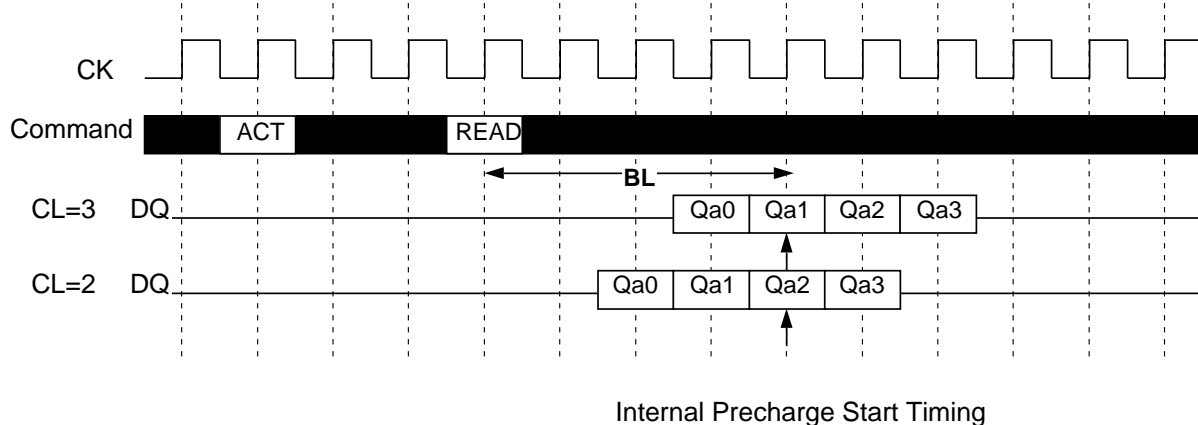 CK
Command ACT READ
BL
CL=3 DQ Qa0 Qa1 Qa2 Qa3
CL=2 DQ Qa0 Qa1 Qa2 Qa3
Internal Precharge Start Timing